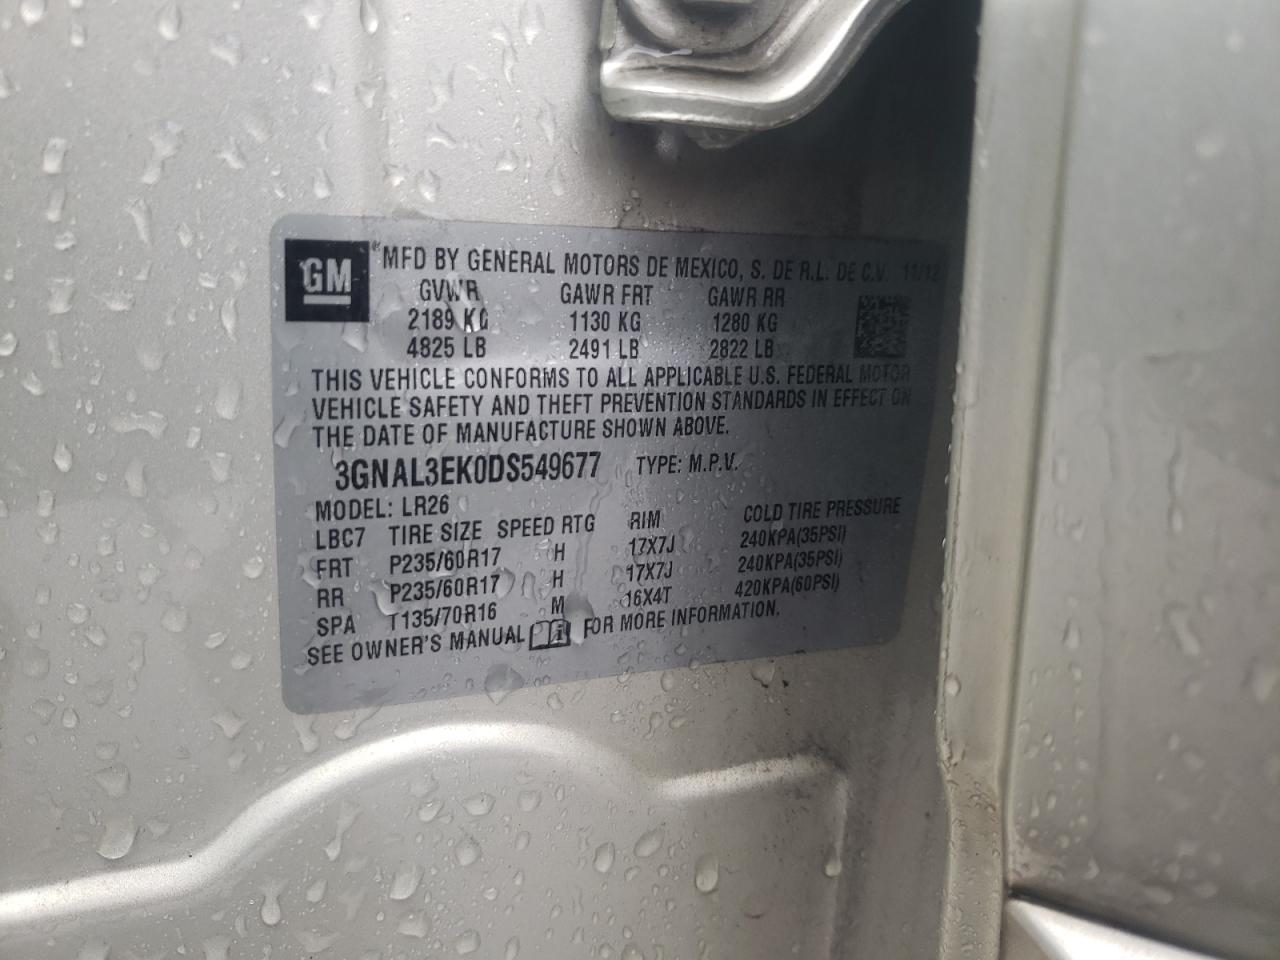 GM
MFD BY GENERAL MOTORS DE MEXICO, S. DE R.L. DE C.V. 11/12
GVWR GAWR FRT GAWR RR
2189 KG 1130 KG 1280 KG
4825 LB 2491 LB 2822 LB
THIS VEHICLE CONFORMS TO ALL APPLICABLE U.S. FEDERAL MOTOR
VEHICLE SAFETY AND THEFT PREVENTION STANDARDS IN EFFECT ON
THE DATE OF MANUFACTURE SHOWN ABOVE.
3GNAL3EK0DS549677 TYPE: M.P.V.
MODEL: LR26
LBC7 TIRE SIZE SPEED RTG RIM COLD TIRE PRESSURE
FRT P235/60R17 H 17X7J 240KPA(35PSI)
RR P235/60R17 H 17X7J 240KPA(35PSI)
SPA T135/70R16 M 16X4T 420KPA(60PSI)
SEE OWNER'S MANUAL FOR MORE INFORMATION.